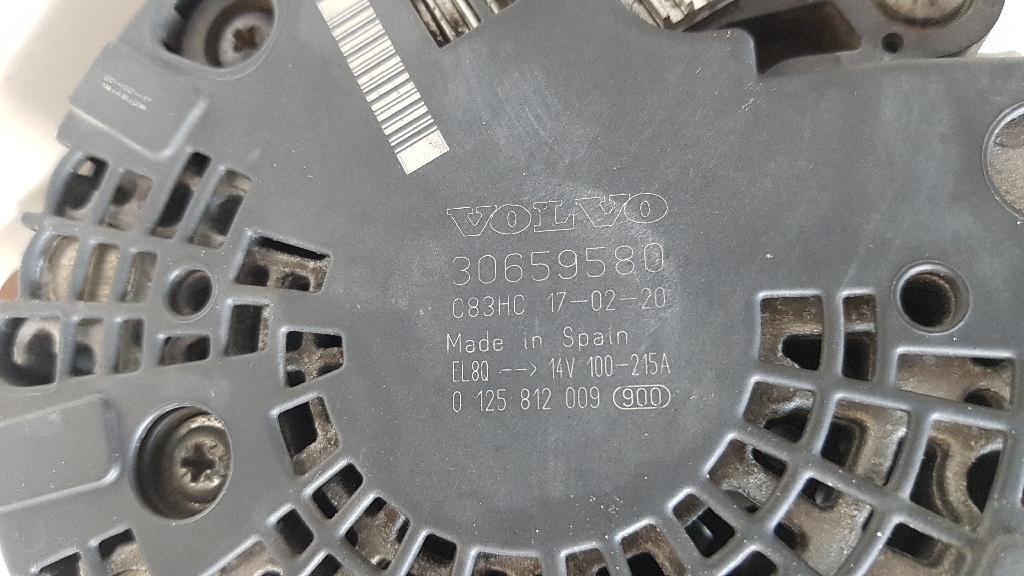 VOLVO
30659580
C83HC 17-02-20
Made in Spain
EL8Q --> 14V 100-215A
0 125 812 009 900